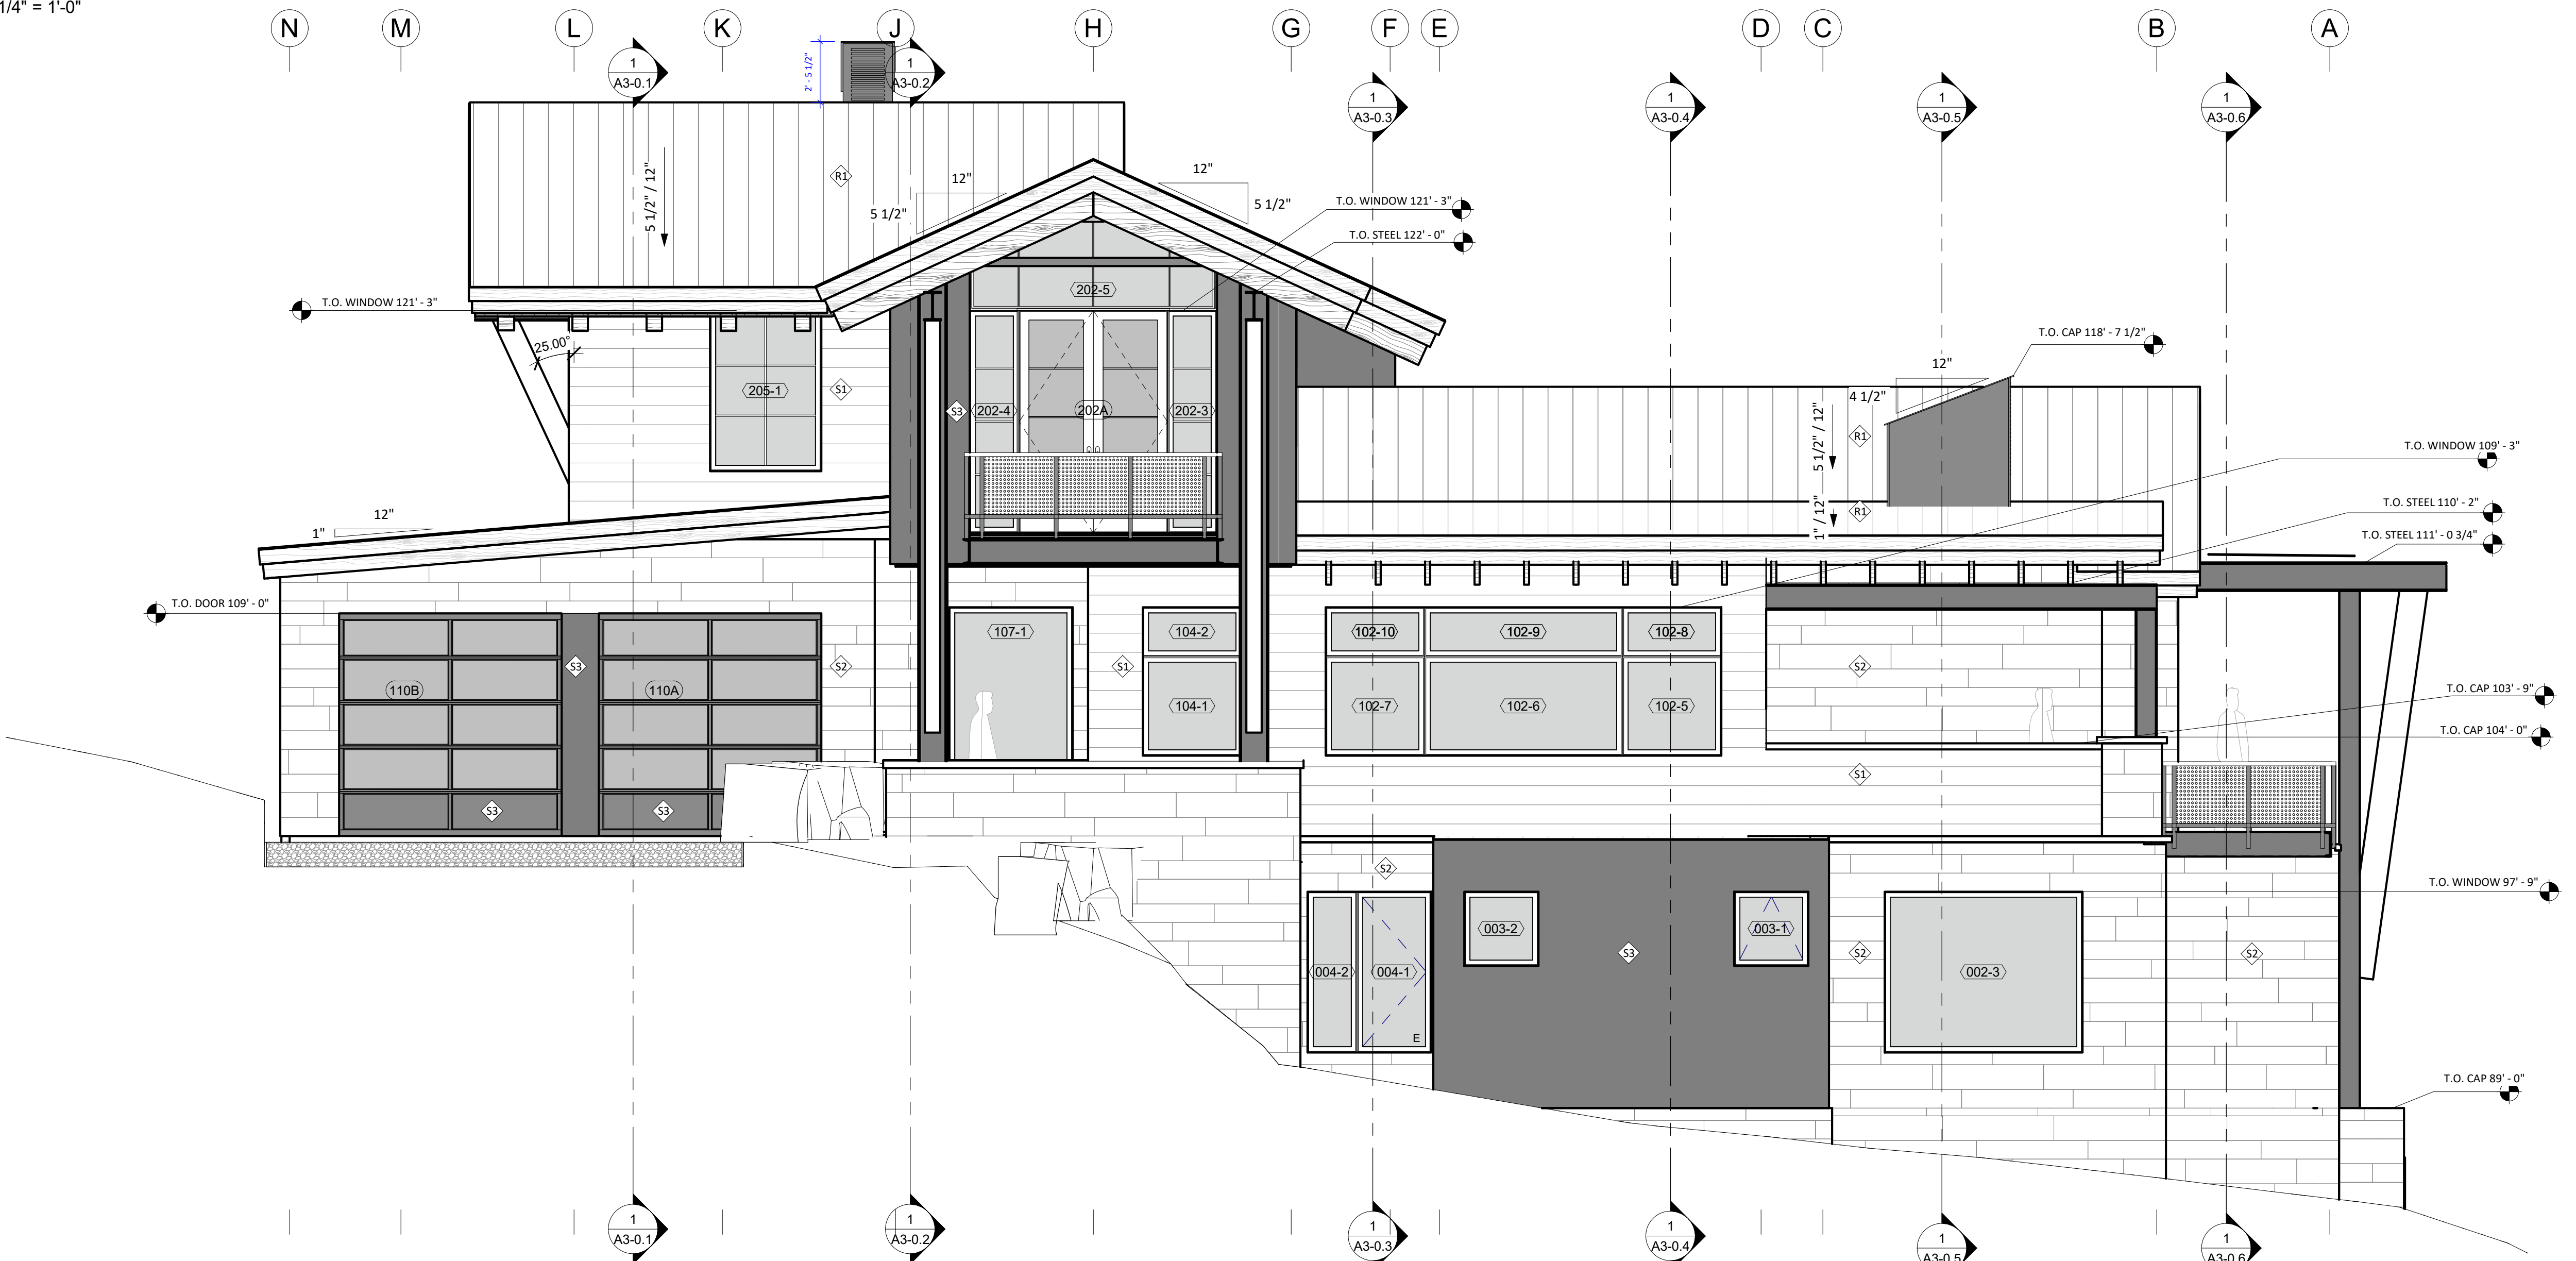 1/4" = 1'-0"
N M L K J H G F E D C B A
1
A3-0.1
1
A3-0.2
2' - 5 1/2"
1
A3-0.3
1
A3-0.4
1
A3-0.5
1
A3-0.6
5 1/2" / 12"
R1
12"
5 1/2"
12"
5 1/2"
T.O. WINDOW 121' - 3"
T.O. STEEL 122' - 0"
T.O. WINDOW 121' - 3"
202-5
25.00°
205-1
S1
S3
202-4
202A
202-3
T.O. CAP 118' - 7 1/2"
12"
4 1/2"
5 1/2" / 12"
R1
T.O. WINDOW 109' - 3"
1" / 12"
R1
T.O. STEEL 110' - 2"
T.O. STEEL 111' - 0 3/4"
12"
1"
T.O. DOOR 109' - 0"
107-1
104-2
102-10
102-9
102-8
S3
S2
S1
S2
110B
110A
104-1
102-7
102-6
102-5
T.O. CAP 103' - 9"
T.O. CAP 104' - 0"
S1
S3
S3
S2
T.O. WINDOW 97' - 9"
003-2
003-1
S3
S2
S2
004-2
004-1
002-3
E
T.O. CAP 89' - 0"
1
A3-0.1
1
A3-0.2
1
A3-0.3
1
A3-0.4
1
A3-0.5
1
A3-0.6